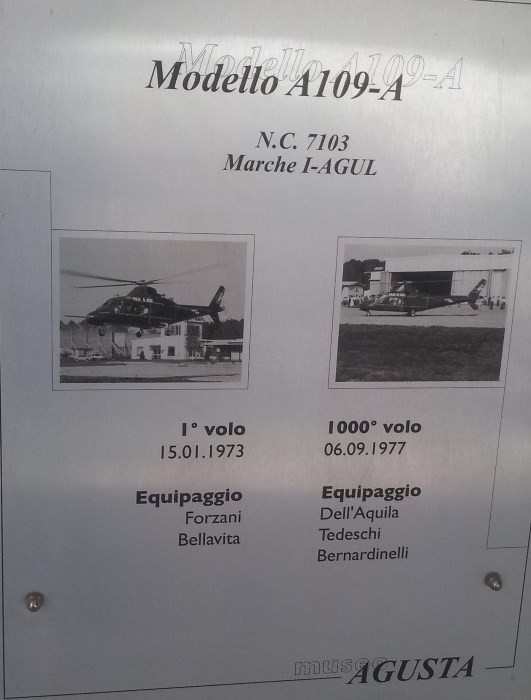 Modello A109-A
N.C. 7103
Marche I-AGUL
1° volo
15.01.1973
Equipaggio
Forzani
Bellavita
1000° volo
06.09.1977
Equipaggio
Dell'Aquila
Tedeschi
Bernardinelli
museo AGUSTA